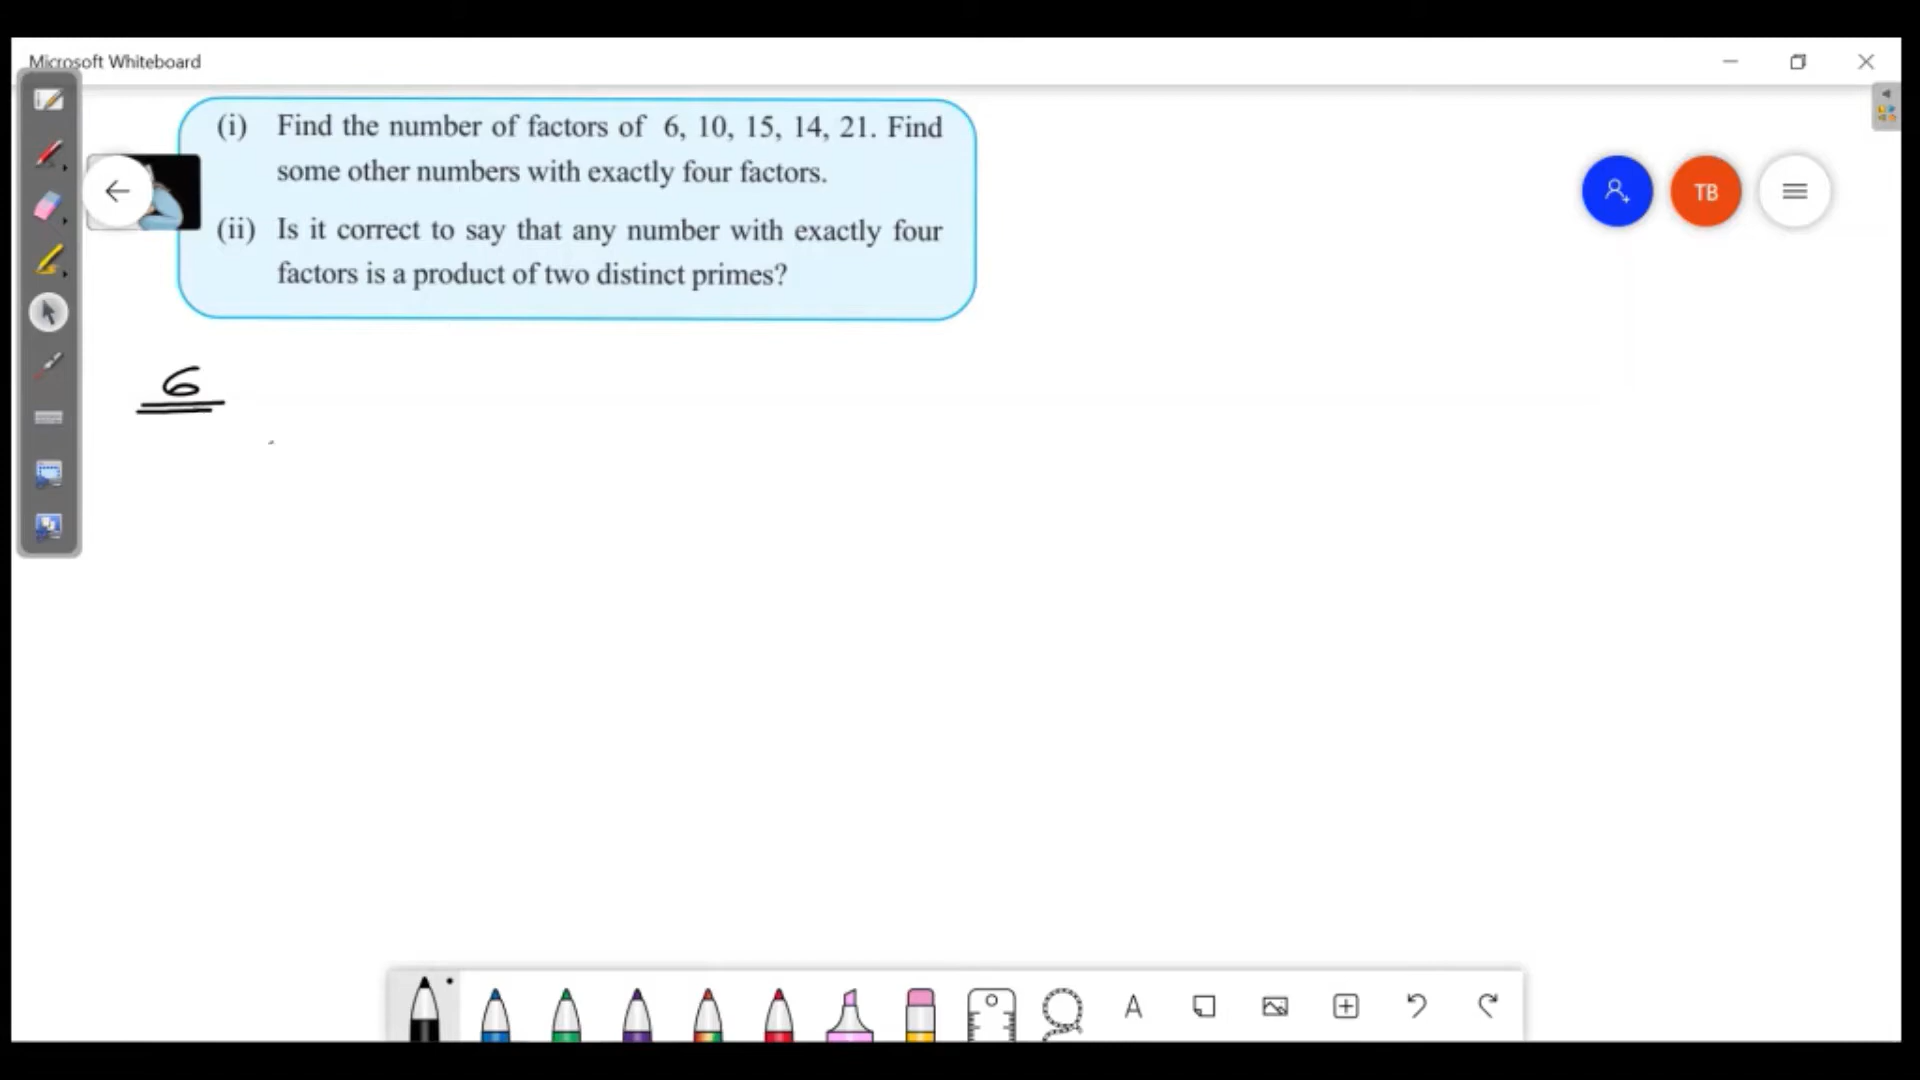 Microsoft Whiteboard
(i) Find the number of factors of 6, 10, 15, 14, 21. Find
some other numbers with exactly four factors.
TB
(ii) Is it correct to say that any number with exactly four
factors is a product of two distinct primes?
6
A